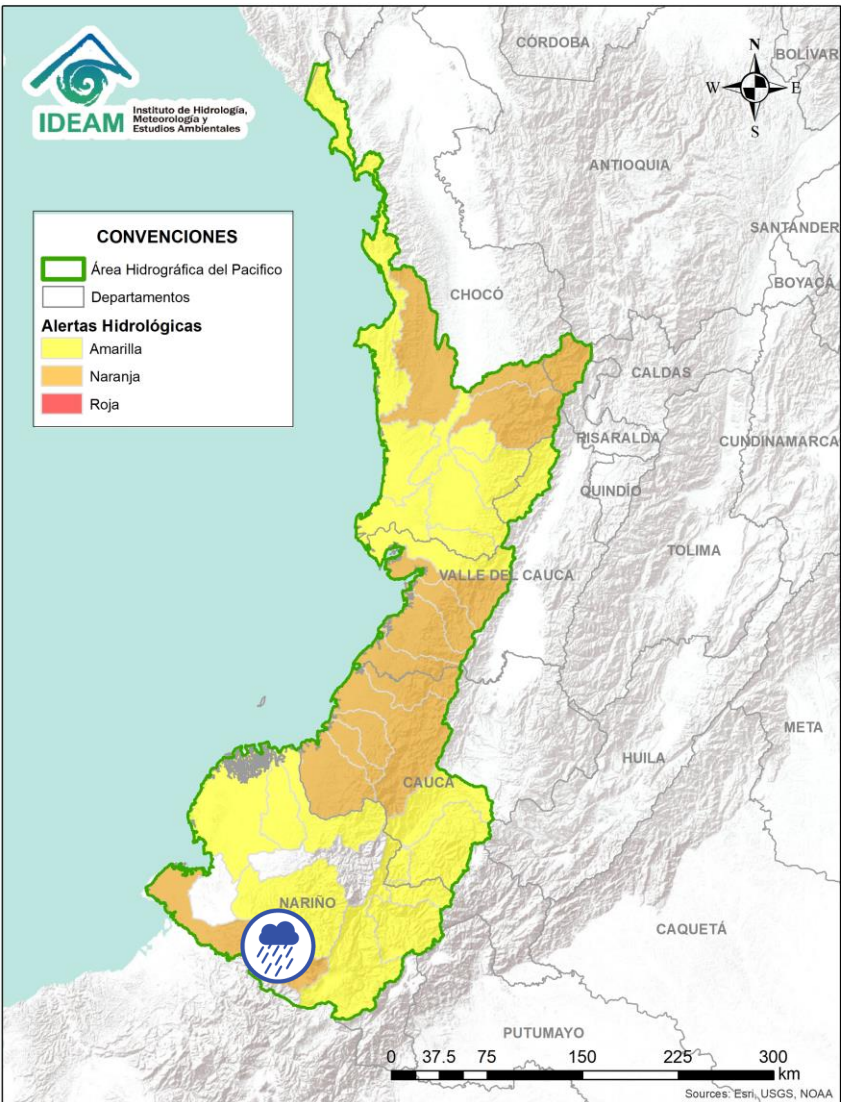 IDEAM
Instituto de Hidrología,
Meteorología y
Estudios Ambientales
N
W
E
S
CÓRDOBA
BOLÍVAR
ANTIOQUIA
SANTANDER
BOYACÁ
CHOCÓ
CONVENCIONES
Área Hidrográfica del Pacifico
Departamentos
Alertas Hidrológicas
Amarilla
Naranja
Roja
CALDAS
RISARALDA
CUNDINAMARCA
QUINDÍO
TOLIMA
VALLE DEL CAUCA
META
HUILA
CAUCA
NARIÑO
CAQUETÁ
PUTUMAYO
0 37.5 75 150 225 300
km
Sources: Esri, USGS, NOAA